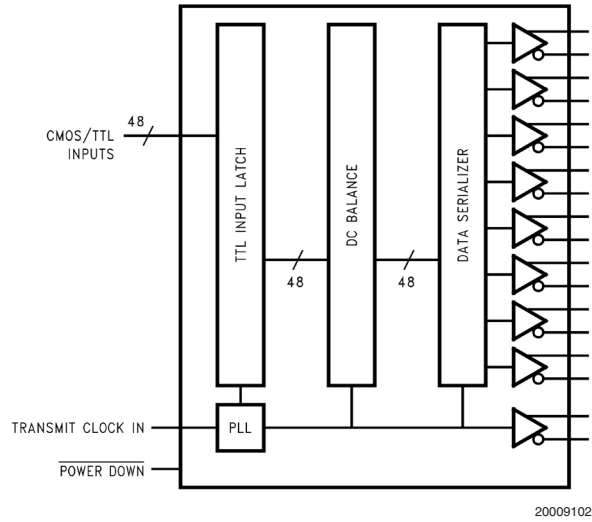 48
CMOS/TTL
INPUTS
TTL INPUT LATCH
48
DC BALANCE
48
DATA SERIALIZER
TRANSMIT CLOCK IN
PLL
POWER DOWN
20009102